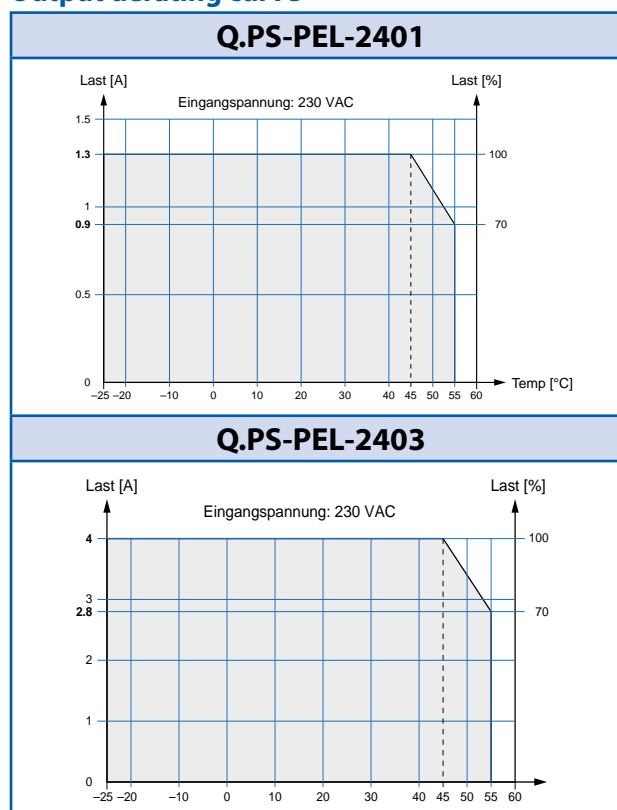 Output derating curve
Q.PS-PEL-2401
Last [A] Last [%]
Eingangspannung: 230 VAC
1.5
1.3 100
1
0.9 70
0.5
0
–25 –20 –10 0 10 20 30 40 45 50 55 60 Temp [°C]
Q.PS-PEL-2403
Last [A] Last [%]
Eingangspannung: 230 VAC
4 100
3
2.8 70
2
1
0
–25 –20 –10 0 10 20 30 40 45 50 55 60